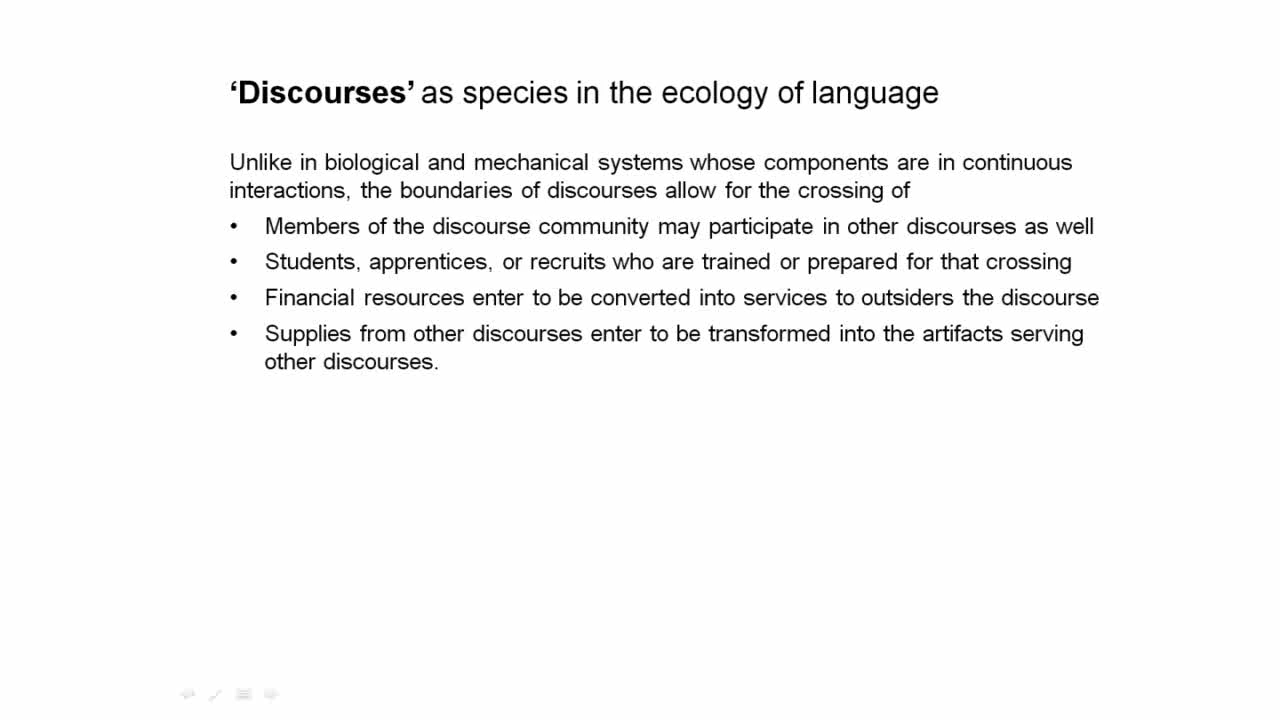 ‘Discourses’ as species in the ecology of language
Unlike in biological and mechanical systems whose components are in continuous
interactions, the boundaries of discourses allow for the crossing of
• Members of the discourse community may participate in other discourses as well
• Students, apprentices, or recruits who are trained or prepared for that crossing
• Financial resources enter to be converted into services to outsiders the discourse
• Supplies from other discourses enter to be transformed into the artifacts serving
other discourses.